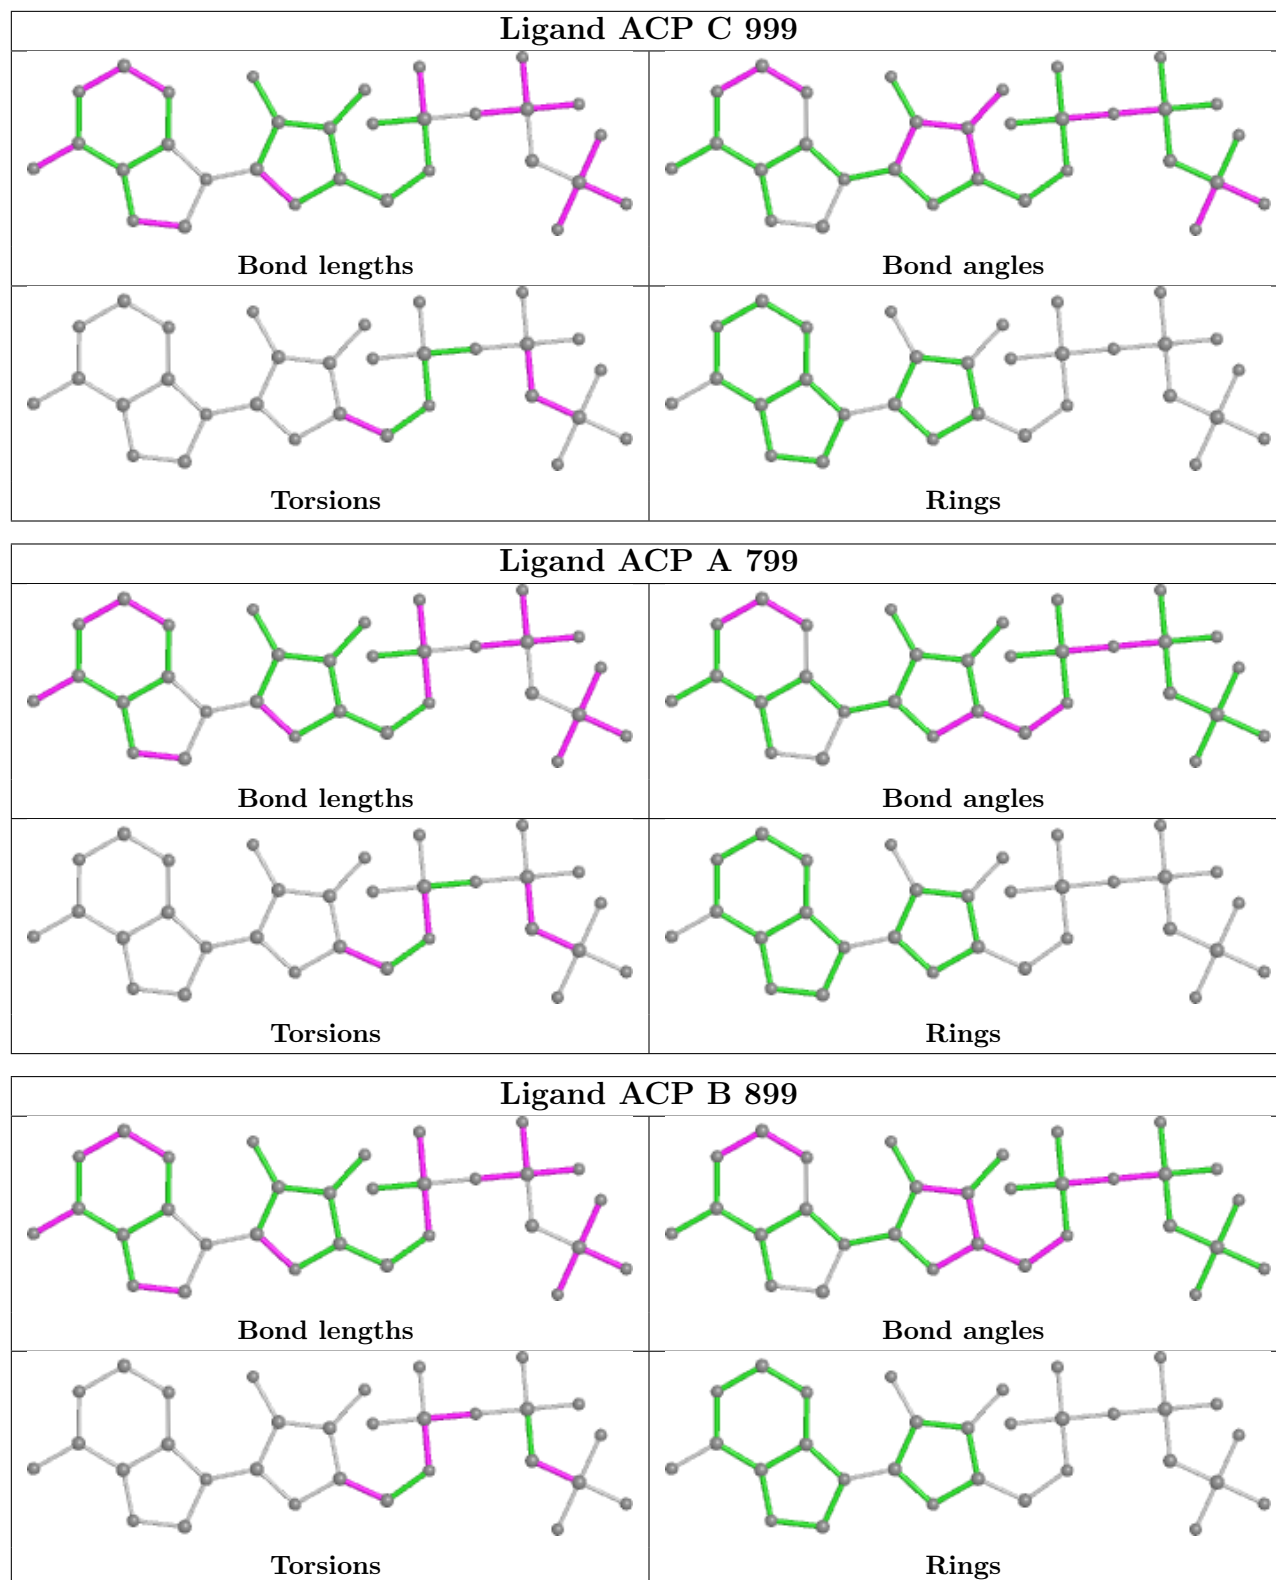 Ligand ACP C 999
Bond lengths
Bond angles
Torsions
Rings
Ligand ACP A 799
Bond lengths
Bond angles
Torsions
Rings
Ligand ACP B 899
Bond lengths
Bond angles
Torsions
Rings